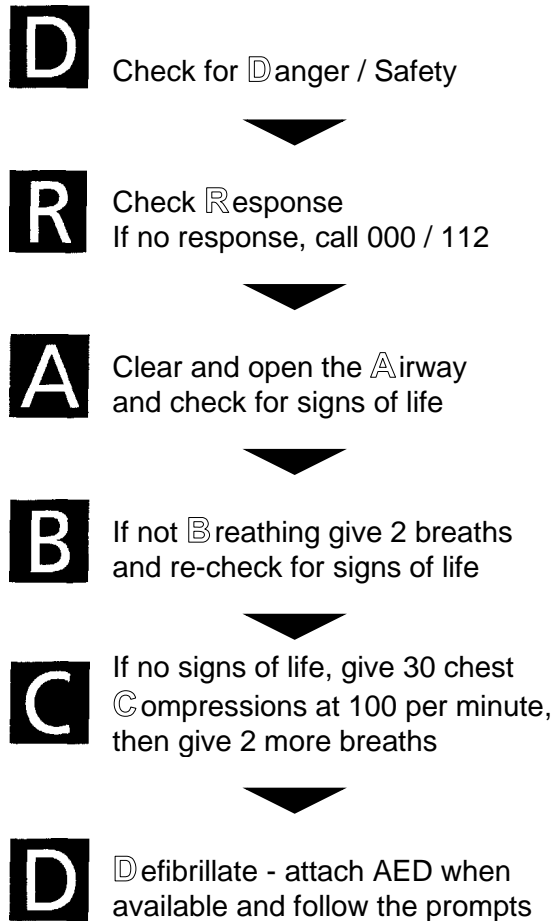 D
Check for Danger / Safety
R
Check Response
If no response, call 000 / 112
A
Clear and open the Airway
and check for signs of life
B
If not Breathing give 2 breaths
and re-check for signs of life
C
If no signs of life, give 30 chest
Compressions at 100 per minute,
then give 2 more breaths
D
Defibrillate - attach AED when
available and follow the prompts